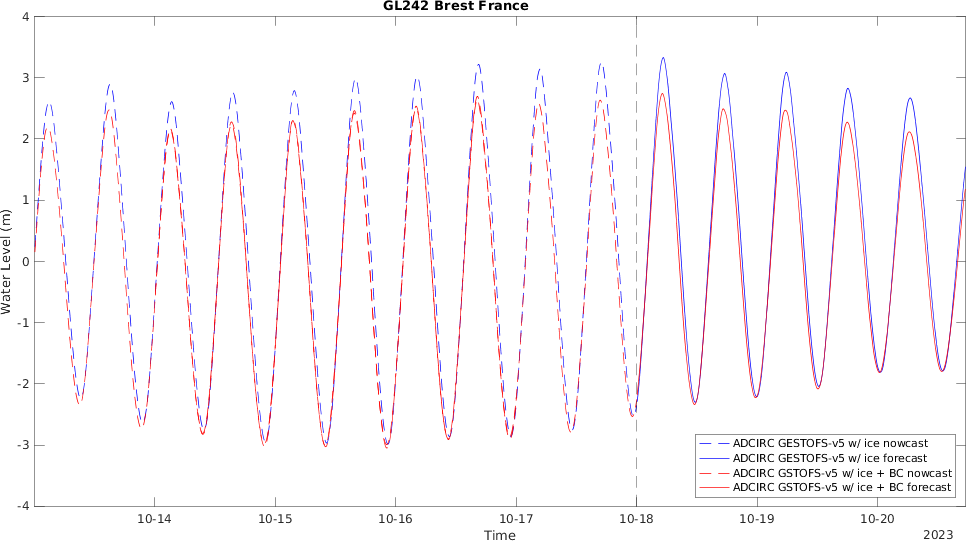 GL242 Brest France
4
3
2
1
0
-1
-2
-3
-4
Water Level (m)
10-14 10-15 10-16 10-17 10-18 10-19 10-20
Time
2023
ADCIRC GESTOFS-v5 w/ ice nowcast
ADCIRC GESTOFS-v5 w/ ice forecast
ADCIRC GSTOFS-v5 w/ ice + BC nowcast
ADCIRC GSTOFS-v5 w/ ice + BC forecast